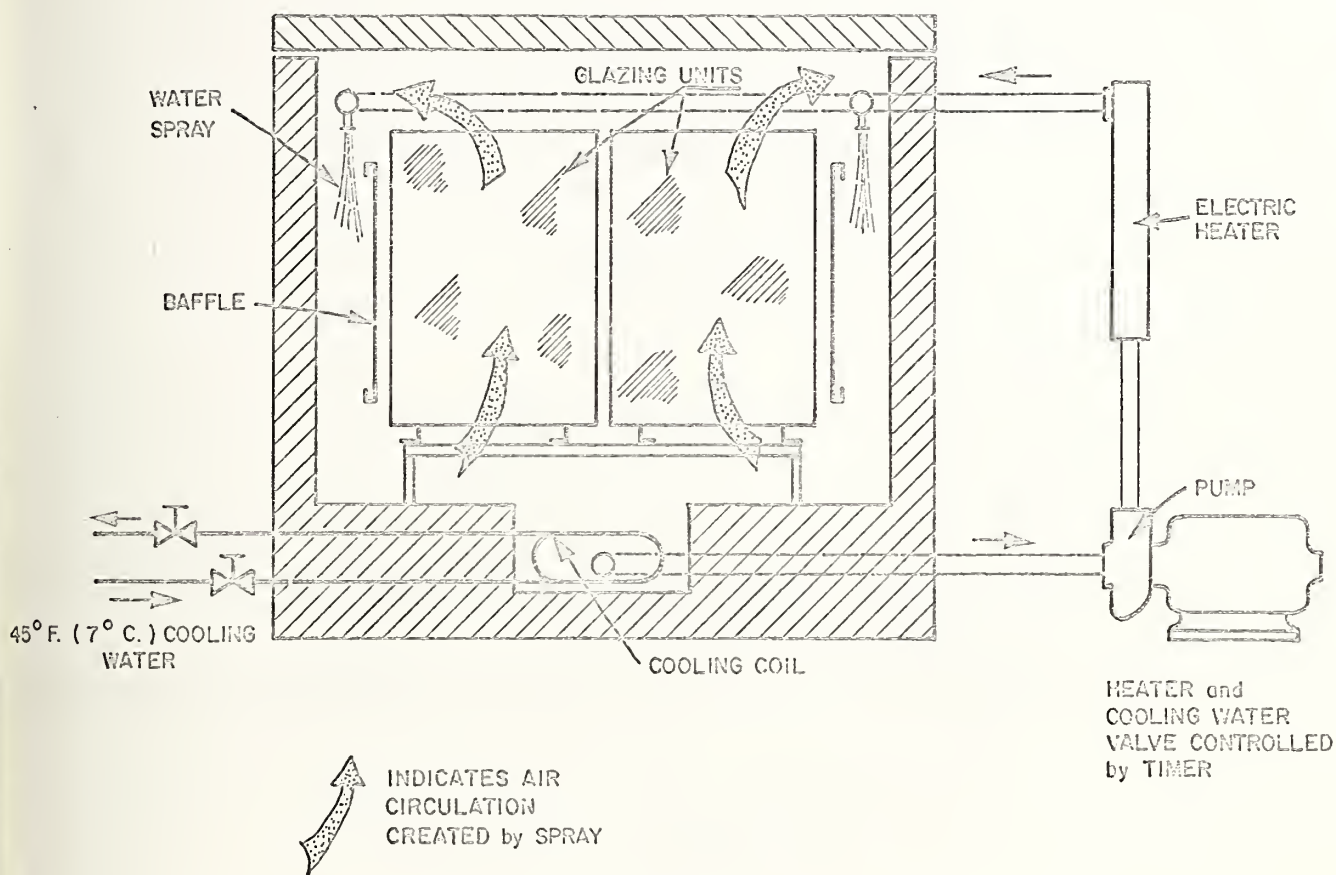 GLAZING UNITS
WATER
SPRAY
ELECTRIC
HEATER
BAFFLE
PUMP
45° F. (7° C.) COOLING
WATER
COOLING COIL
HEATER and
COOLING WATER
VALVE CONTROLLED
by TIMER
INDICATES AIR
CIRCULATION
CREATED by SPRAY